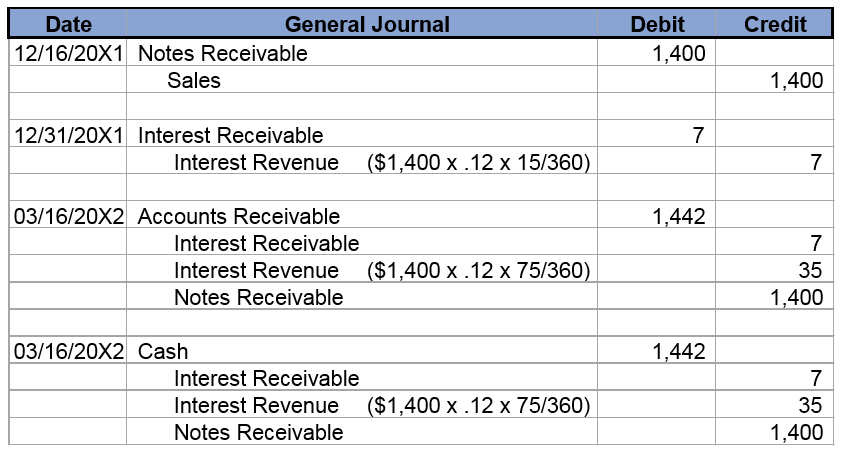 Date General Journal Debit Credit
12/16/20X1 Notes Receivable 1,400
Sales 1,400
12/31/20X1 Interest Receivable 7
Interest Revenue ($1,400 x .12 x 15/360) 7
03/16/20X2 Accounts Receivable 1,442
Interest Receivable 7
Interest Revenue ($1,400 x .12 x 75/360) 35
Notes Receivable 1,400
03/16/20X2 Cash 1,442
Interest Receivable 7
Interest Revenue ($1,400 x .12 x 75/360) 35
Notes Receivable 1,400